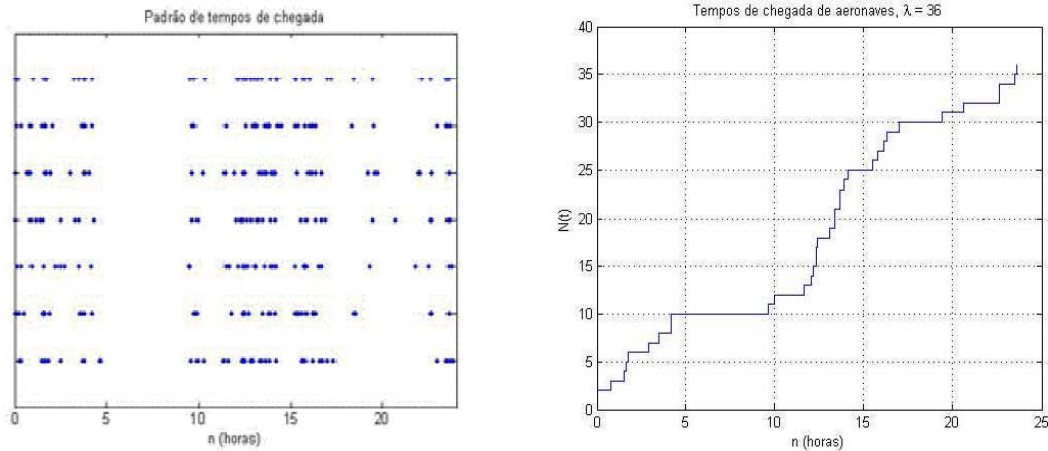 Padrão de tempos de chegada
0 5 10 15 20
n (horas)
Tempos de chegada de aeronaves, λ = 36
N(t)
40
35
30
25
20
15
10
5
0
0 5 10 15 20 25
n (horas)